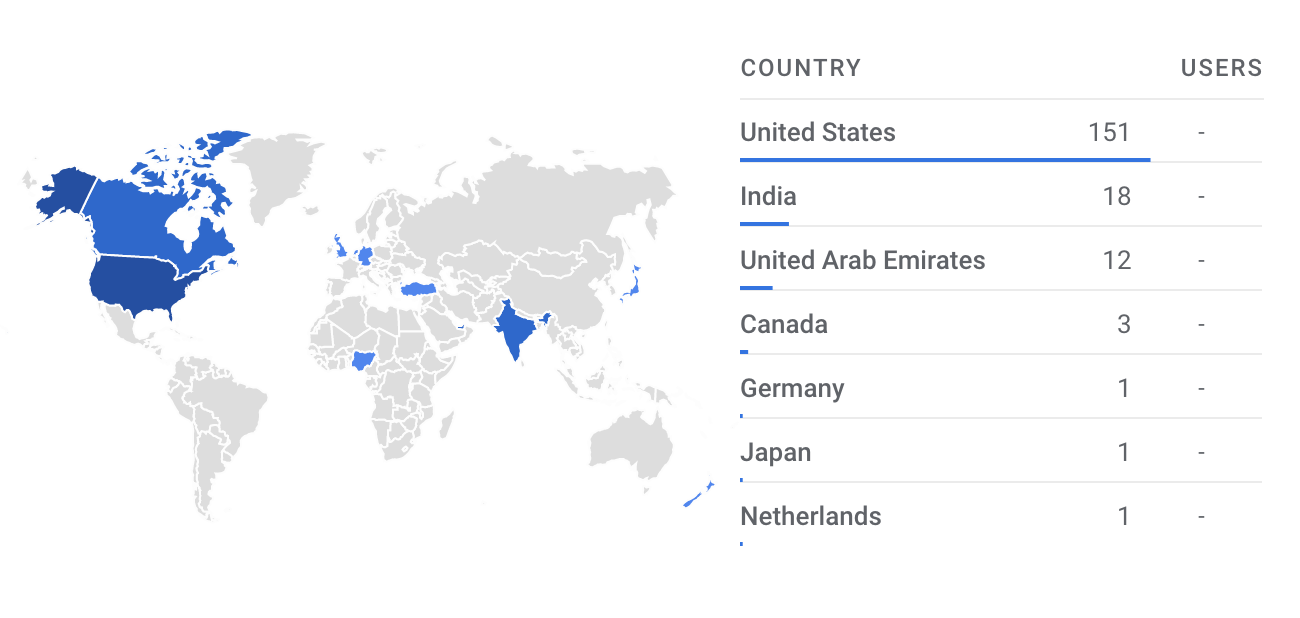 COUNTRY USERS
United States 151 -
India 18 -
United Arab Emirates 12 -
Canada 3 -
Germany 1 -
Japan 1 -
Netherlands 1 -